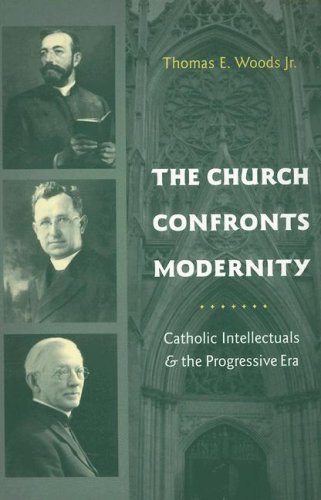 Thomas E. Woods Jr.
THE CHURCH
CONFRONTS
MODERNITY
Catholic Intellectuals
& the Progressive Era